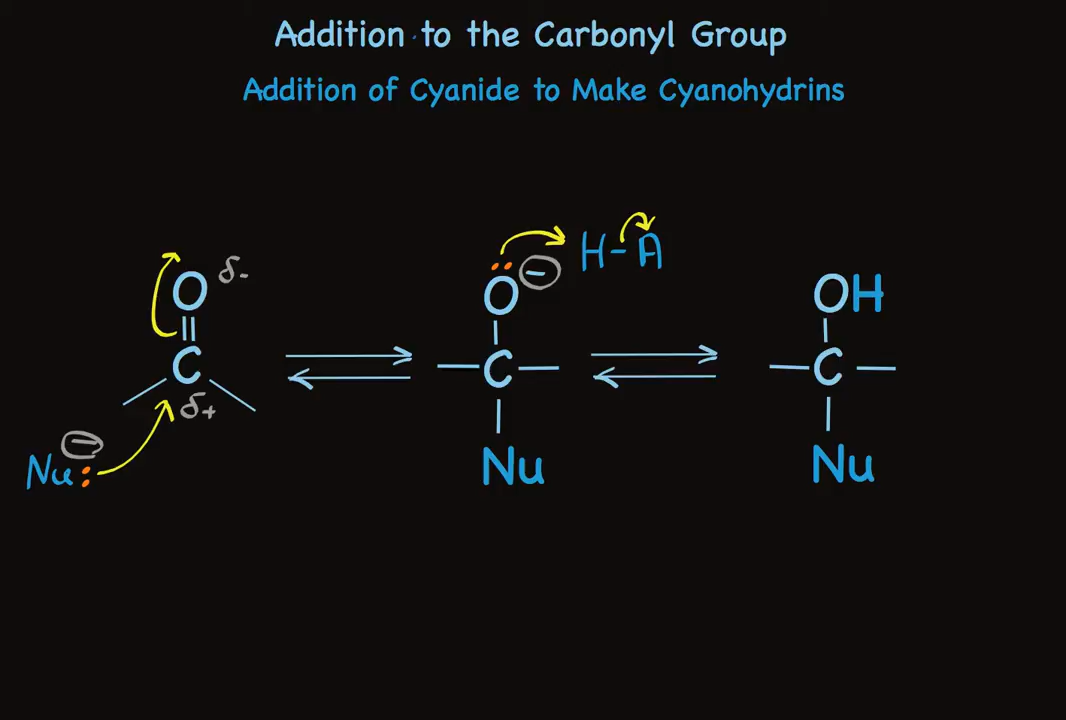 Addition to the Carbonyl Group
Addition of Cyanide to Make Cyanohydrins
H-A
O δ-
O −
OH
C
C
C
δ+
Nu: −
Nu
Nu